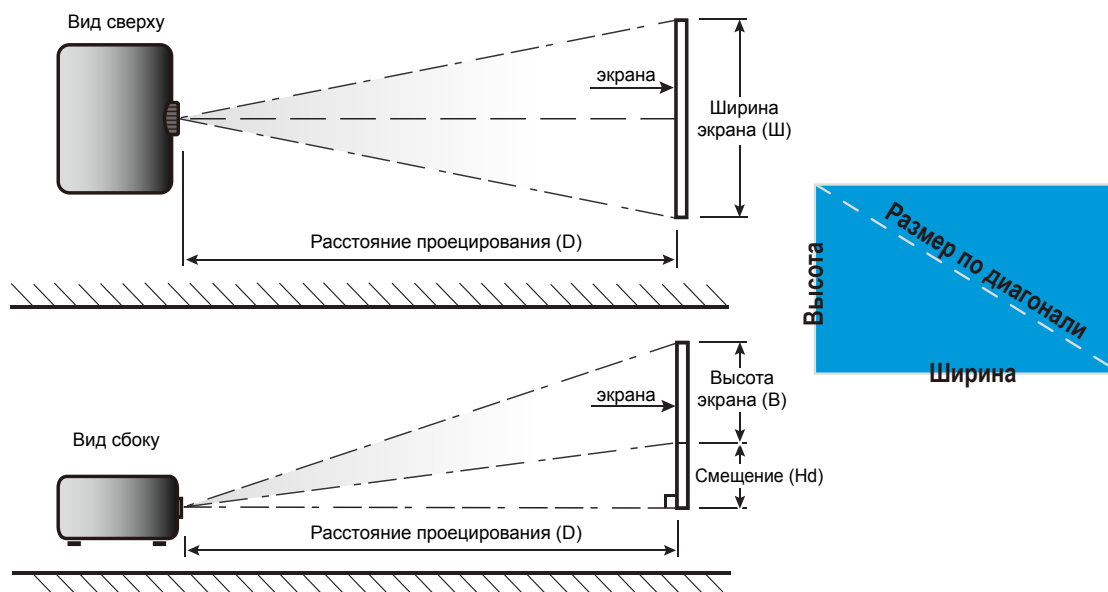 Вид сверху
экрана
Ширина
экрана (Ш)
Расстояние проецирования (D)
Высота
Размер по диагонали
Ширина
Вид сбоку
экрана
Высота
экрана (В)
Смещение (Hd)
Расстояние проецирования (D)